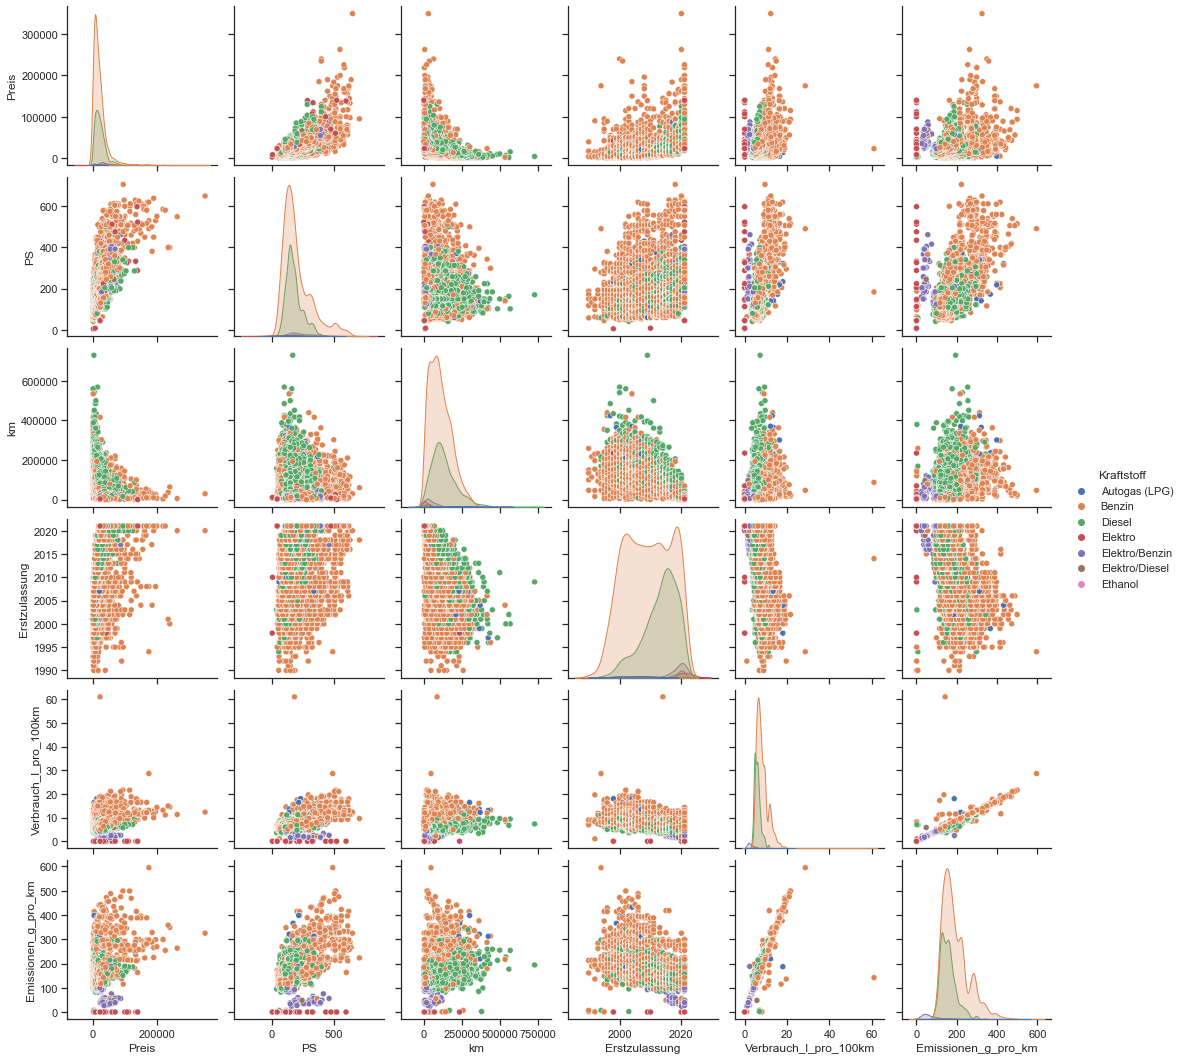 300000
200000
100000
0
Preis
600
400
200
0
PS
600000
400000
200000
0
km
2020
2015
2010
2005
2000
1995
1990
Erstzulassung
60
50
40
30
20
10
0
Verbrauch_l_pro_100km
600
500
400
300
200
100
0
Emissionen_g_pro_km
0 200000
Preis
0 500
PS
0 250000 500000 750000
km
2000 2020
Erstzulassung
0 20 40 60
Verbrauch_l_pro_100km
0 200 400 600
Emissionen_g_pro_km
Kraftstoff
Autogas (LPG)
Benzin
Diesel
Elektro
Elektro/Benzin
Elektro/Diesel
Ethanol